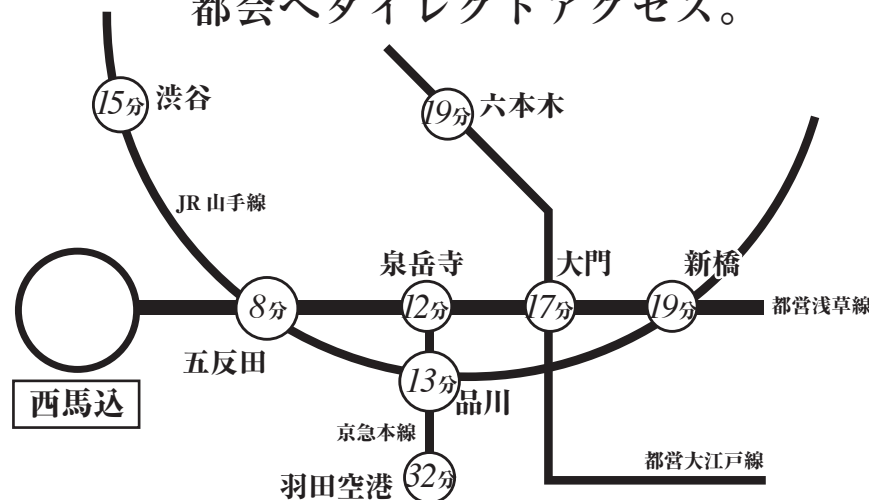 都会へダイレクトアクセス。
15分 渋谷
19分 六本木
JR 山手線
泉岳寺
大門
新橋
8分
12分
17分
19分
都営浅草線
五反田
13分
品川
西馬込
京急本線
都営大江戸線
羽田空港
32分